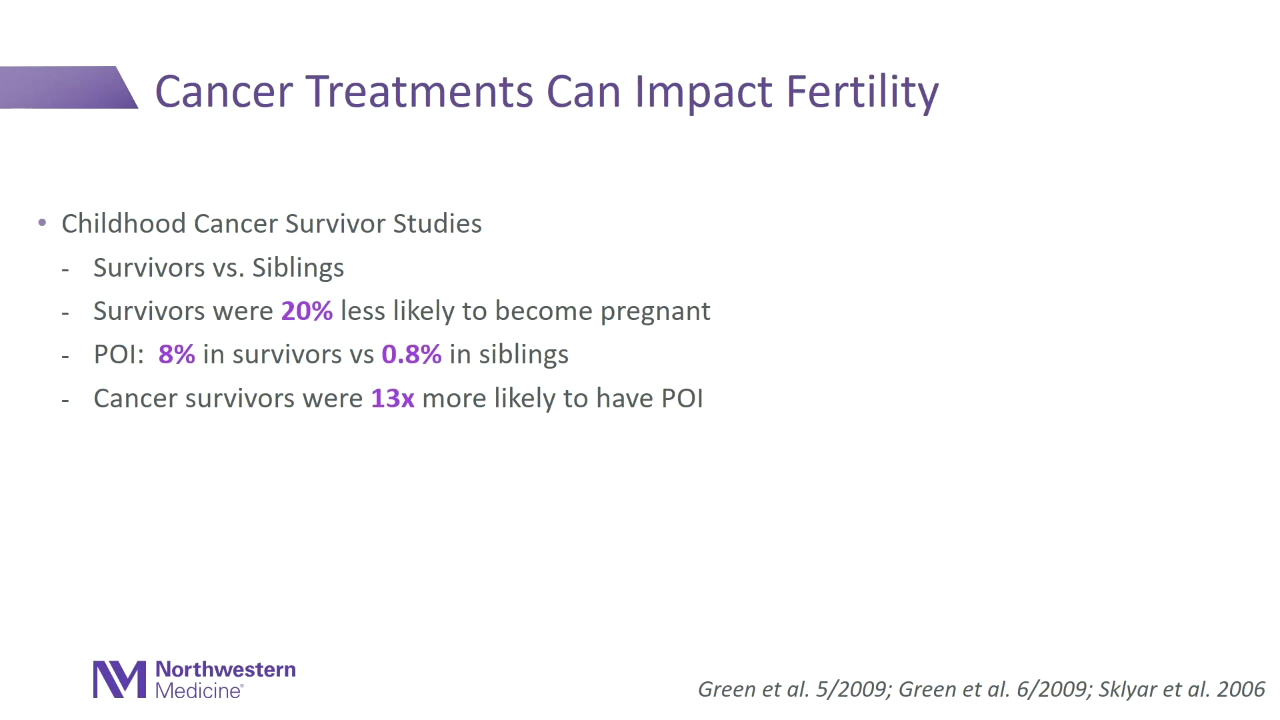 Cancer Treatments Can Impact Fertility
• Childhood Cancer Survivor Studies
- Survivors vs. Siblings
- Survivors were 20% less likely to become pregnant
- POI:  8% in survivors vs 0.8% in siblings
- Cancer survivors were 13x more likely to have POI
NM Northwestern
Medicine®
Green et al. 5/2009; Green et al. 6/2009; Sklyar et al. 2006